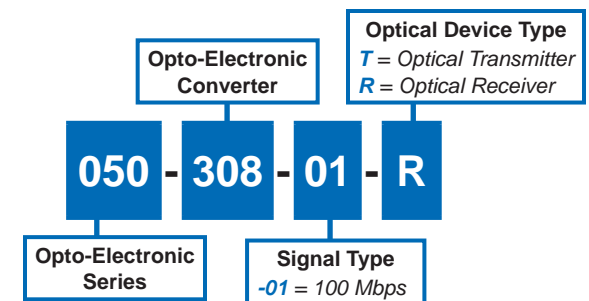 Optical Device Type
T = Optical Transmitter
R = Optical Receiver
Opto-Electronic
Converter
050 - 308 - 01 - R
Opto-Electronic
Series
Signal Type
-01 = 100 Mbps